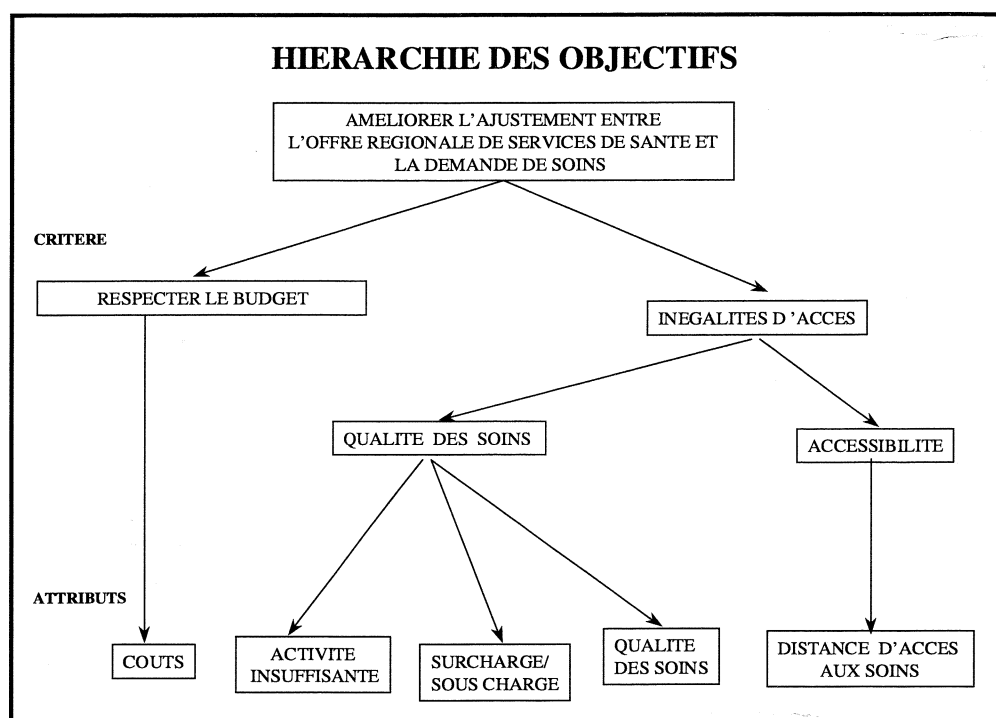 HIERARCHIE DES OBJECTIFS
AMELIORER L'AJUSTEMENT ENTRE
L'OFFRE REGIONALE DE SERVICES DE SANTE ET
LA DEMANDE DE SOINS
CRITERE
RESPECTER LE BUDGET
INEGALITES D 'ACCES
QUALITE DES SOINS
ACCESSIBILITE
ATTRIBUTS
COUTS
ACTIVITE
INSUFFISANTE
SURCHARGE/
SOUS CHARGE
QUALITE
DES SOINS
DISTANCE D'ACCES
AUX SOINS